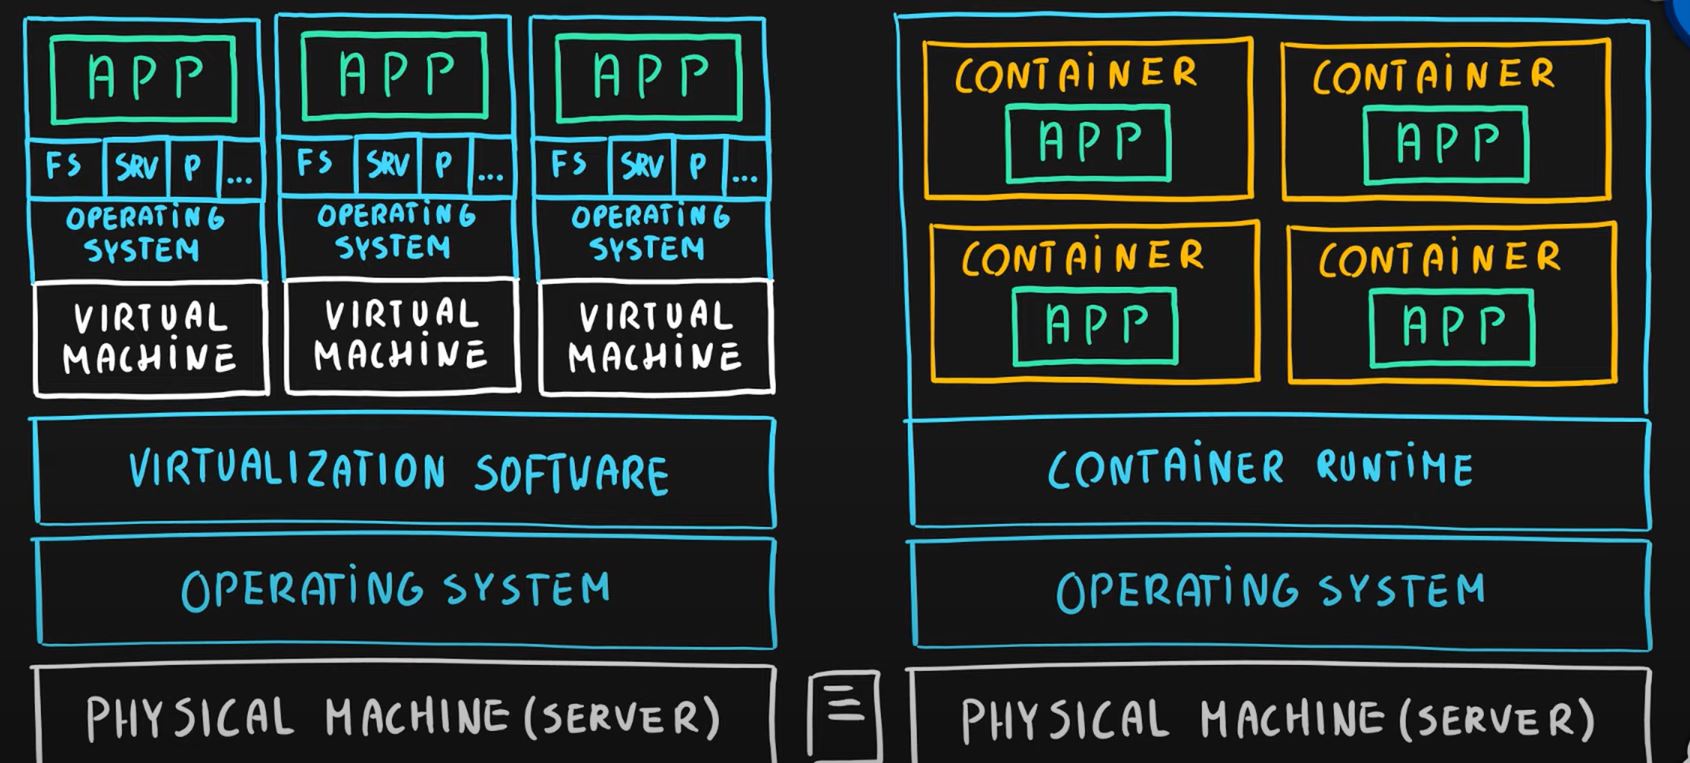 APP
FS SRV P ...
OPERATING
SYSTEM
VIRTUAL
MACHINE
APP
FS SRV P ...
OPERATING
SYSTEM
VIRTUAL
MACHINE
APP
FS SRV P ...
OPERATING
SYSTEM
VIRTUAL
MACHINE
VIRTUALIZATION SOFTWARE
OPERATING SYSTEM
PHYSICAL MACHINE (SERVER)
CONTAINER
APP
CONTAINER
APP
CONTAINER
APP
CONTAINER
APP
CONTAINER RUNTIME
OPERATING SYSTEM
PHYSICAL MACHINE (SERVER)